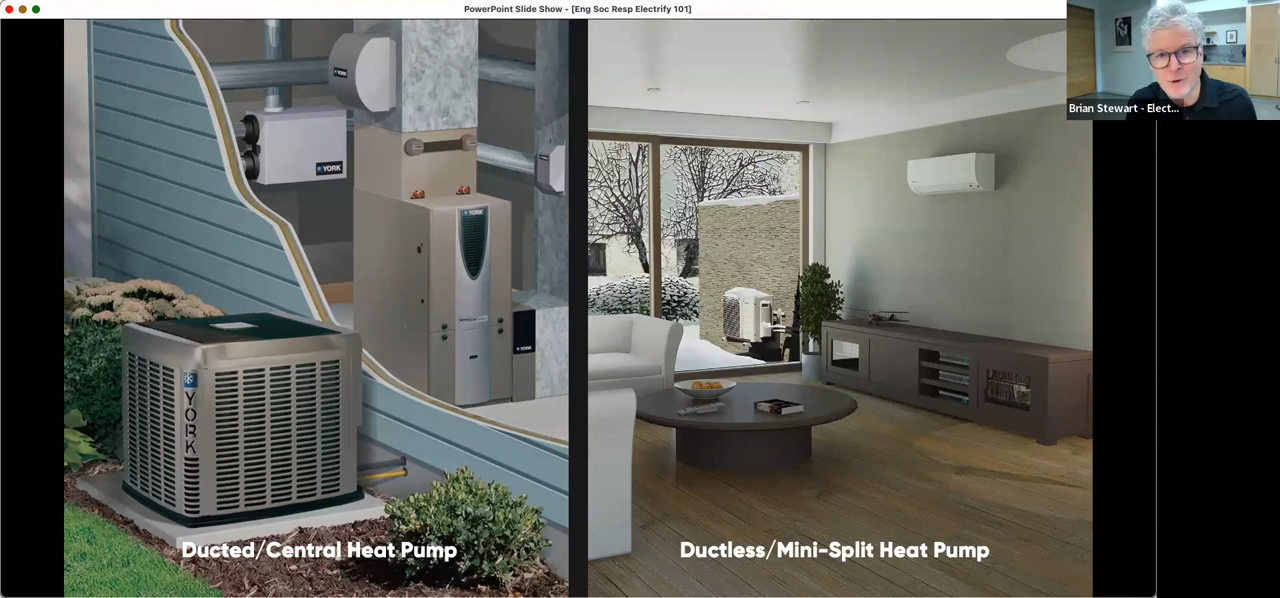 PowerPoint Slide Show - [Eng Soc Resp Electrify 101]
Brian Stewart - Elect...
YORK
YORK
YORK
YORK
YORK
Ducted/Central Heat Pump
Ductless/Mini-Split Heat Pump